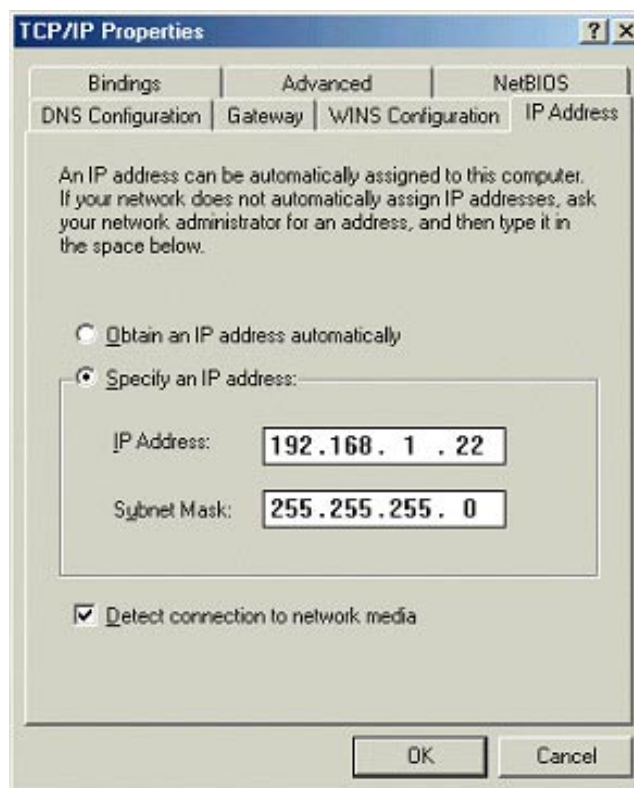 TCP/IP Properties ? X
Bindings Advanced NetBIOS
DNS Configuration Gateway WINS Configuration IP Address
An IP address can be automatically assigned to this computer.
If your network does not automatically assign IP addresses, ask
your network administrator for an address, and then type it in
the space below.
Obtain an IP address automatically
Specify an IP address:
IP Address: 192.168. 1 .22
Subnet Mask: 255.255.255. 0
Detect connection to network media
OK Cancel